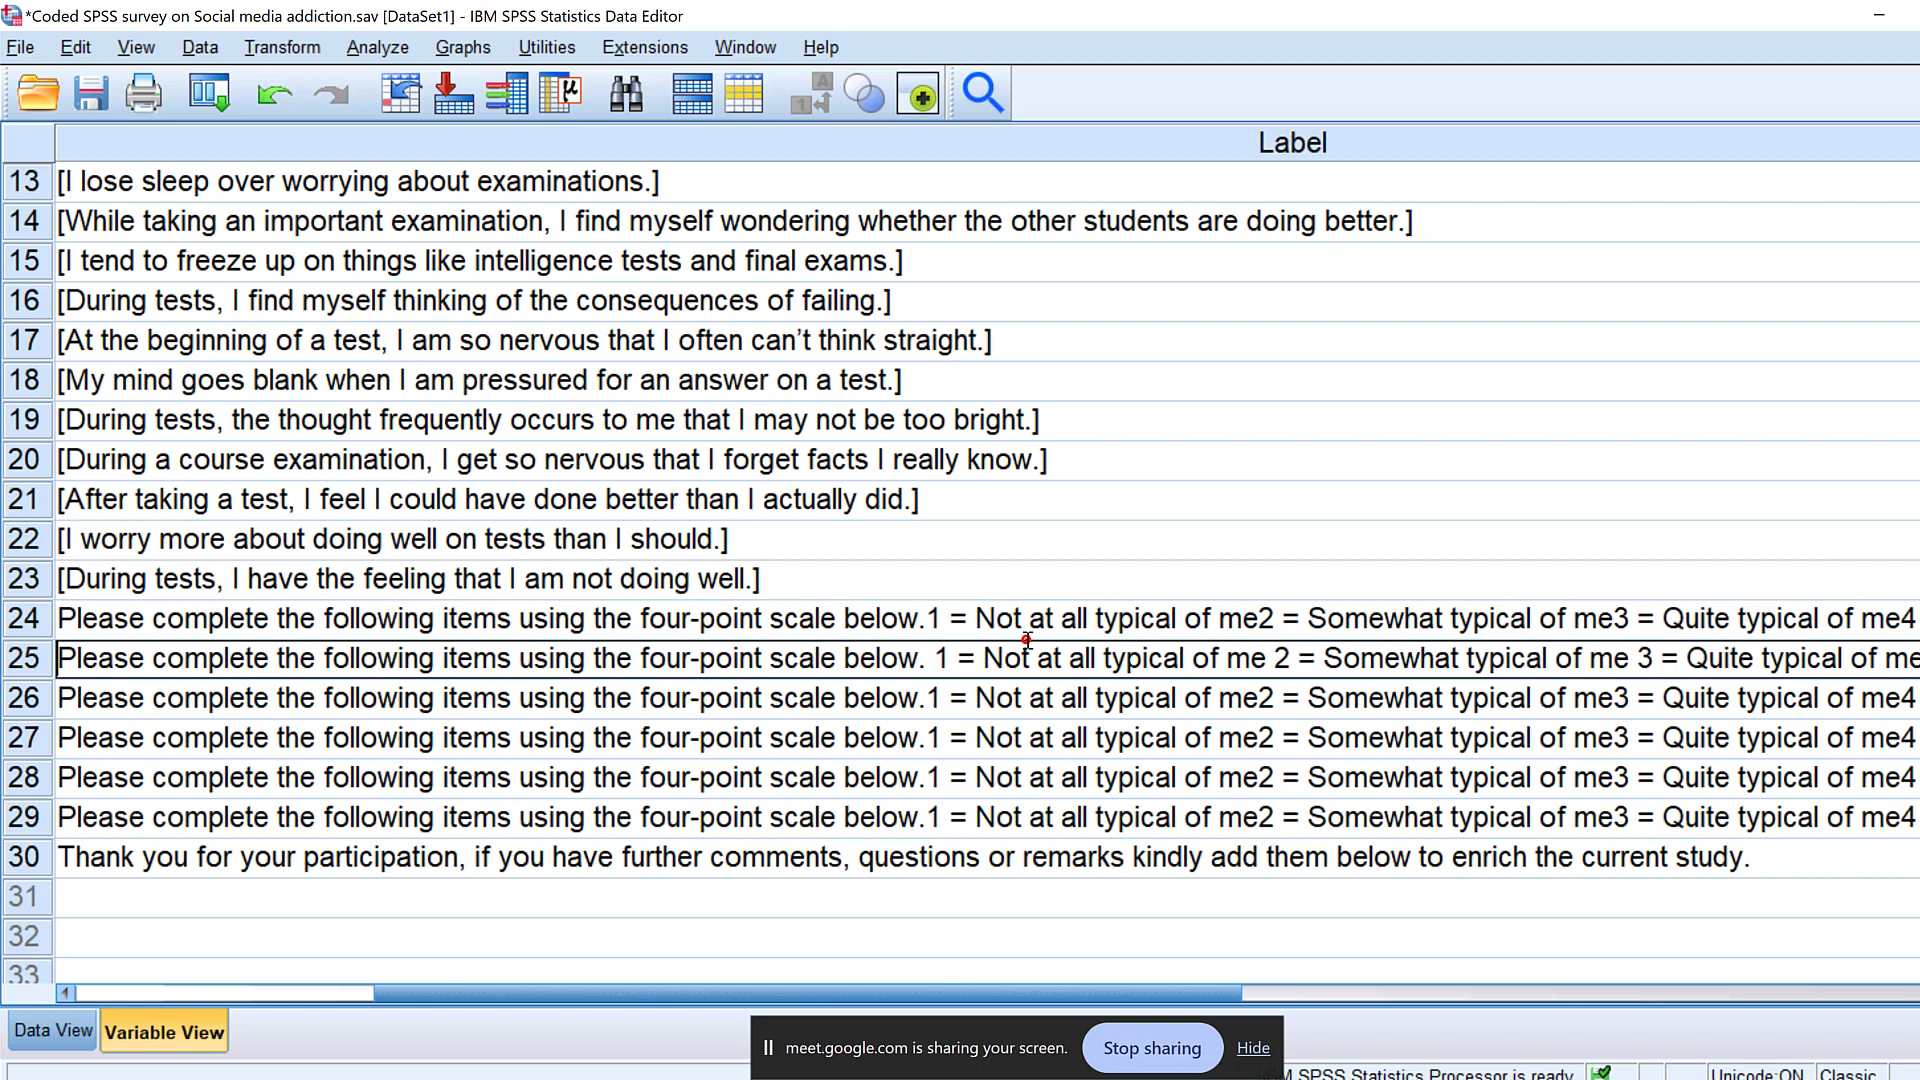 *Coded SPSS survey on Social media addiction.sav [DataSet1] - IBM SPSS Statistics Data Editor
File Edit View Data Transform Analyze Graphs Utilities Extensions Window Help
Label
13 [I lose sleep over worrying about examinations.]
14 [While taking an important examination, I find myself wondering whether the other students are doing better.]
15 [I tend to freeze up on things like intelligence tests and final exams.]
16 [During tests, I find myself thinking of the consequences of failing.]
17 [At the beginning of a test, I am so nervous that I often can’t think straight.]
18 [My mind goes blank when I am pressured for an answer on a test.]
19 [During tests, the thought frequently occurs to me that I may not be too bright.]
20 [During a course examination, I get so nervous that I forget facts I really know.]
21 [After taking a test, I feel I could have done better than I actually did.]
22 [I worry more about doing well on tests than I should.]
23 [During tests, I have the feeling that I am not doing well.]
24 Please complete the following items using the four-point scale below.1 = Not at all typical of me2 = Somewhat typical of me3 = Quite typical of me4
25 Please complete the following items using the four-point scale below. 1 = Not at all typical of me 2 = Somewhat typical of me 3 = Quite typical of me
26 Please complete the following items using the four-point scale below.1 = Not at all typical of me2 = Somewhat typical of me3 = Quite typical of me4
27 Please complete the following items using the four-point scale below.1 = Not at all typical of me2 = Somewhat typical of me3 = Quite typical of me4
28 Please complete the following items using the four-point scale below.1 = Not at all typical of me2 = Somewhat typical of me3 = Quite typical of me4
29 Please complete the following items using the four-point scale below.1 = Not at all typical of me2 = Somewhat typical of me3 = Quite typical of me4
30 Thank you for your participation, if you have further comments, questions or remarks kindly add them below to enrich the current study.
31
32
33
Data View Variable View
meet.google.com is sharing your screen. Stop sharing Hide
SPSS Statistics Processor is ready Unicode:ON Classic